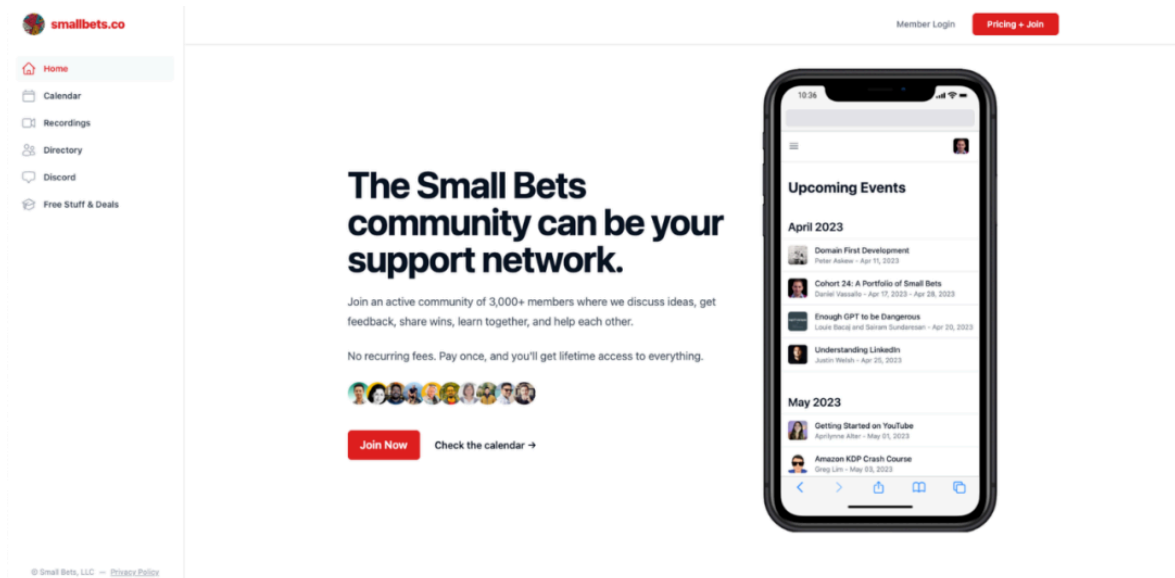 smallbets.co
Member Login
Pricing + Join
Home
Calendar
Recordings
Directory
Discord
Free Stuff & Deals
The Small Bets
community can be your
support network.
Join an active community of 3,000+ members where we discuss ideas, get
feedback, share wins, learn together, and help each other.
No recurring fees. Pay once, and you'll get lifetime access to everything.
Join Now
Check the calendar →
10:36
Upcoming Events
April 2023
Domain First Development
Peter Askew - Apr 11, 2023
Cohort 24: A Portfolio of Small Bets
Daniel Vassallo - Apr 17, 2023 - Apr 28, 2023
Enough GPT to be Dangerous
Louie Bacaj and Sairam Sundaresan - Apr 20, 2023
Understanding LinkedIn
Justin Welsh - Apr 25, 2023
May 2023
Getting Started on YouTube
Aprilynne Alter - May 01, 2023
Amazon KDP Crash Course
Greg Lim - May 03, 2023
© Small Bets, LLC — Privacy Policy